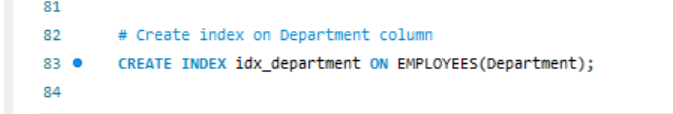 81
82 # Create index on Department column
83 CREATE INDEX idx_department ON EMPLOYEES(Department);
84